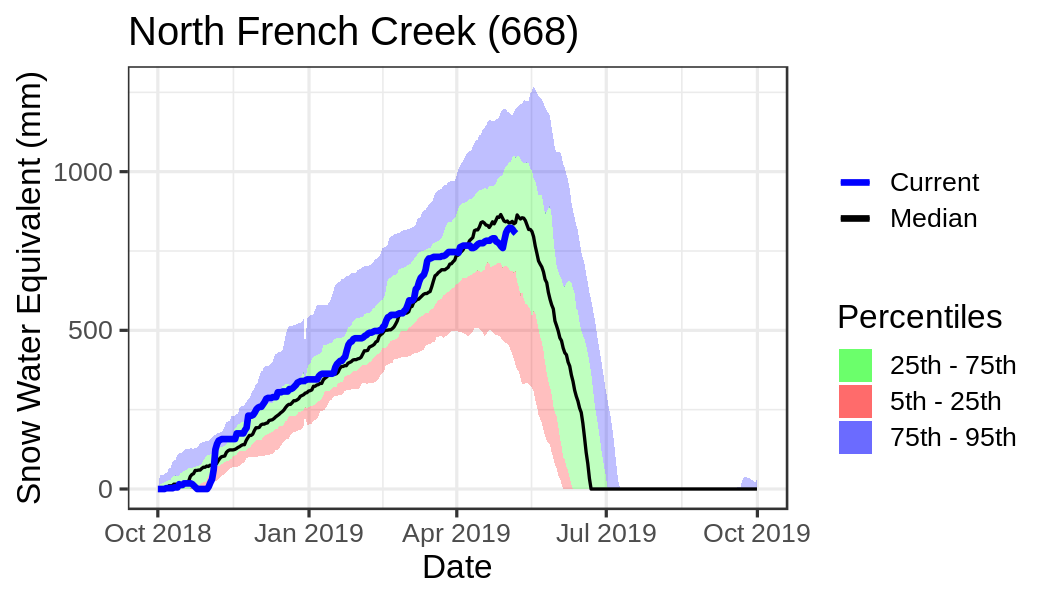 North French Creek (668)
Snow Water Equivalent (mm)
1000
500
0
Oct 2018
Jan 2019
Apr 2019
Jul 2019
Oct 2019
Date
Current
Median
Percentiles
25th - 75th
5th - 25th
75th - 95th